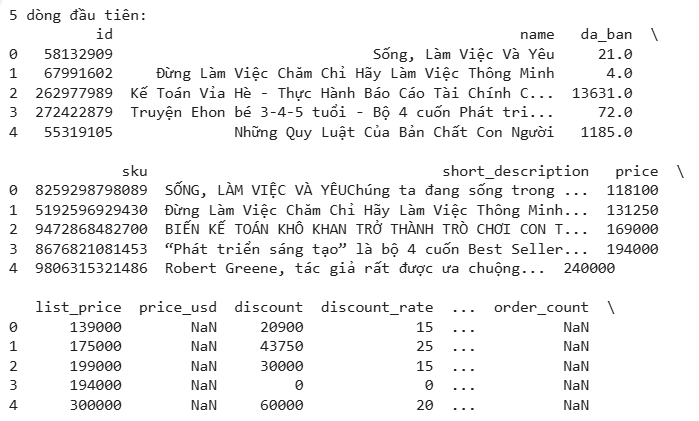 5 dòng đầu tiên:
id name da_ban \
0 58132909 Sống, Làm Việc Và Yêu 21.0
1 67991602 Đừng Làm Việc Chăm Chỉ Hãy Làm Việc Thông Minh 4.0
2 262977989 Kế Toán Vỉa Hè - Thực Hành Báo Cáo Tài Chính C... 13631.0
3 272422879 Truyện Ehon bé 3-4-5 tuổi - Bộ 4 cuốn Phát tri... 72.0
4 55319105 Những Quy Luật Của Bản Chất Con Người 1185.0
sku short_description price \
0 8259298798089 SỐNG, LÀM VIỆC VÀ YÊUChúng ta đang sống trong ... 118100
1 5192596929430 Đừng Làm Việc Chăm Chỉ Hãy Làm Việc Thông Minh... 131250
2 9472868482700 BIẾN KẾ TOÁN KHÔ KHAN TRỞ THÀNH TRÒ CHƠI CON T... 169000
3 8676821081453 “Phát triển sáng tạo” là bộ 4 cuốn Best Seller... 194000
4 9806315321486 Robert Greene, tác giả rất được ưa chuộng... 240000
list_price price_usd discount discount_rate ... order_count \
0 139000 NaN 20900 15 ... NaN
1 175000 NaN 43750 25 ... NaN
2 199000 NaN 30000 15 ... NaN
3 194000 NaN 0 0 ... NaN
4 300000 NaN 60000 20 ... NaN